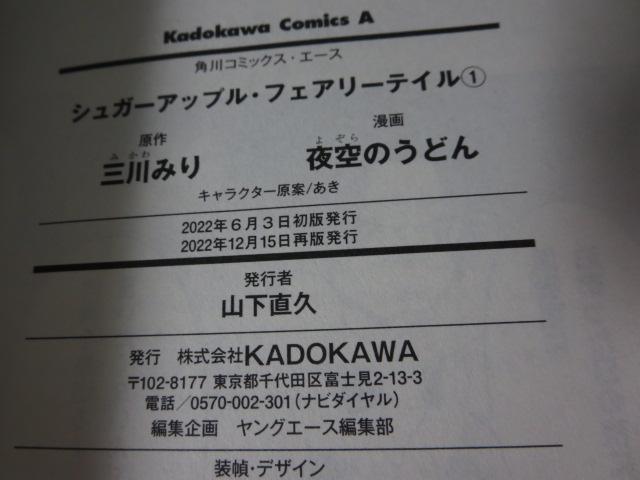 Kadokawa Comics A
角川コミックス・エース
シュガーアップル・フェアリーテイル①
原作
みかわ
三川みり
漫画
よぞら
夜空のうどん
キャラクター原案/あき
2022年6月3日初版発行
2022年12月15日再版発行
発行者
山下直久
発行 株式会社KADOKAWA
〒102-8177 東京都千代田区富士見2-13-3
電話/0570-002-301(ナビダイヤル)
編集企画 ヤングエース編集部
装幀・デザイン